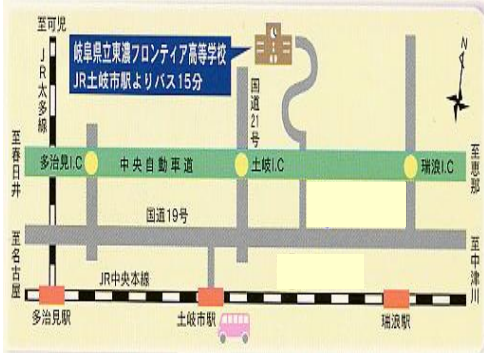 至可児
JR太多線
岐阜県立東濃フロンティア高等学校
JR土岐市駅よりバス15分
国道21号
N
至春日井
多治見I.C
中央自動車道
土岐I.C
瑞浪I.C
至恵那
国道19号
至名古屋
JR中央本線
至中津川
多治見駅
土岐市駅
瑞浪駅